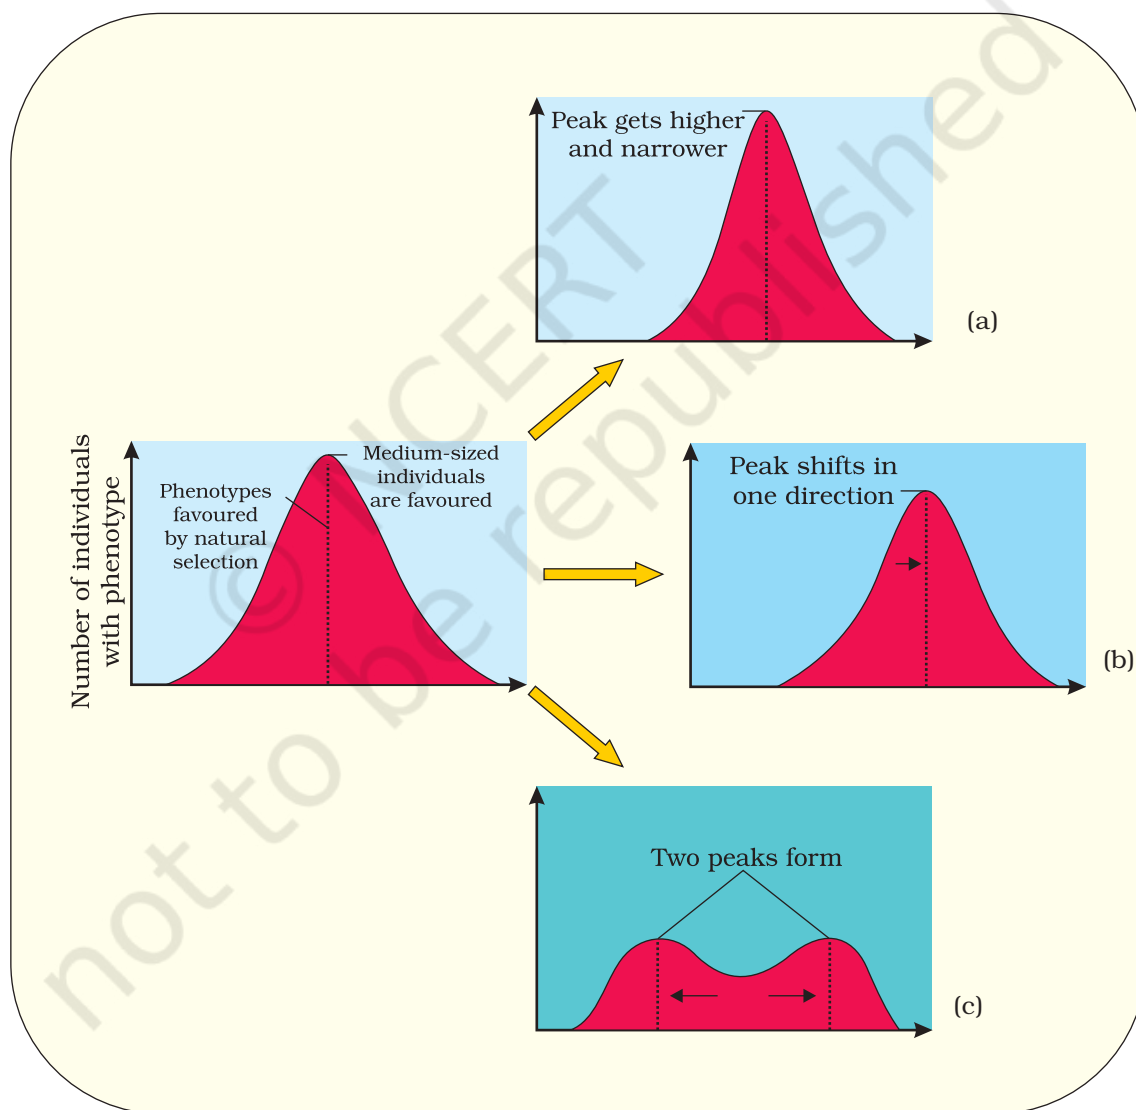 Peak gets higher
and narrower
(a)
Number of individuals
with phenotype
Phenotypes
favoured
by natural
selection
Medium-sized
individuals
are favoured
Peak shifts in
one direction
(b)
Two peaks form
(c)
© NCERT
not to be republished